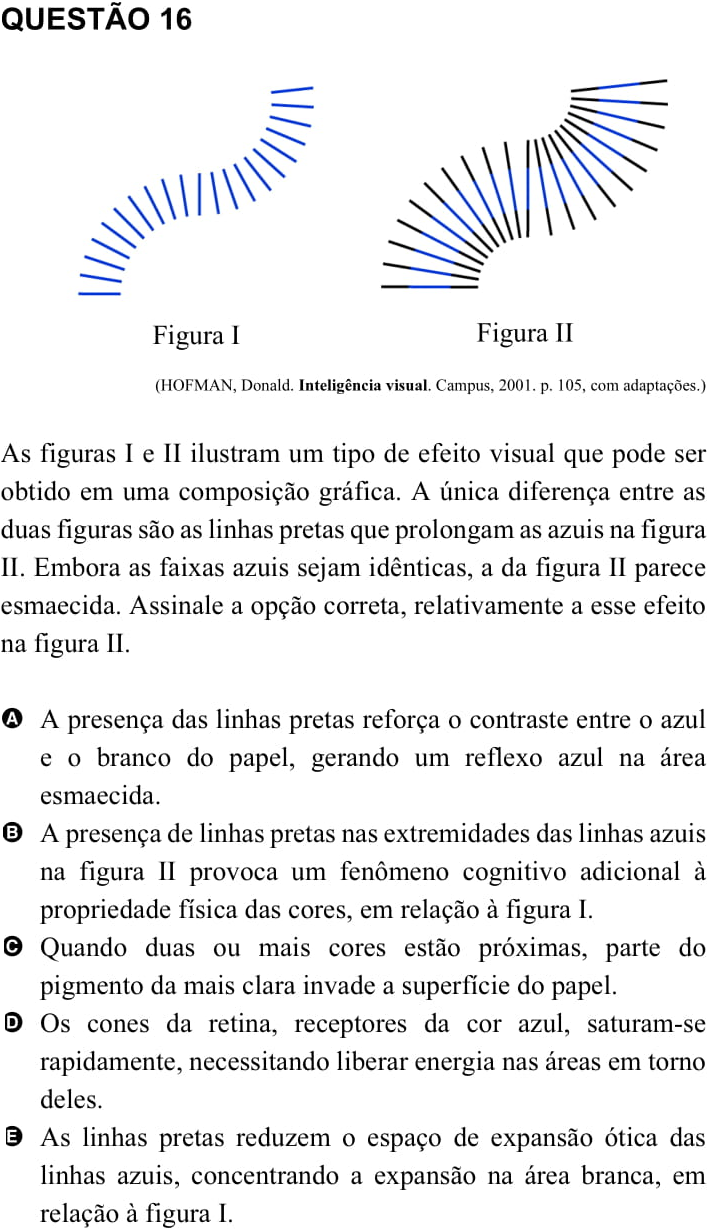 QUESTÃO 16
Figura I
Figura II
(HOFMAN, Donald. Inteligência visual. Campus, 2001. p. 105, com adaptações.)
As figuras I e II ilustram um tipo de efeito visual que pode ser
obtido em uma composição gráfica. A única diferença entre as
duas figuras são as linhas pretas que prolongam as azuis na figura
II. Embora as faixas azuis sejam idênticas, a da figura II parece
esmaecida. Assinale a opção correta, relativamente a esse efeito
na figura II.
A A presença das linhas pretas reforça o contraste entre o azul
e o branco do papel, gerando um reflexo azul na área
esmaecida.
B A presença de linhas pretas nas extremidades das linhas azuis
na figura II provoca um fenômeno cognitivo adicional à
propriedade física das cores, em relação à figura I.
C Quando duas ou mais cores estão próximas, parte do
pigmento da mais clara invade a superfície do papel.
D Os cones da retina, receptores da cor azul, saturam-se
rapidamente, necessitando liberar energia nas áreas em torno
deles.
E As linhas pretas reduzem o espaço de expansão ótica das
linhas azuis, concentrando a expansão na área branca, em
relação à figura I.